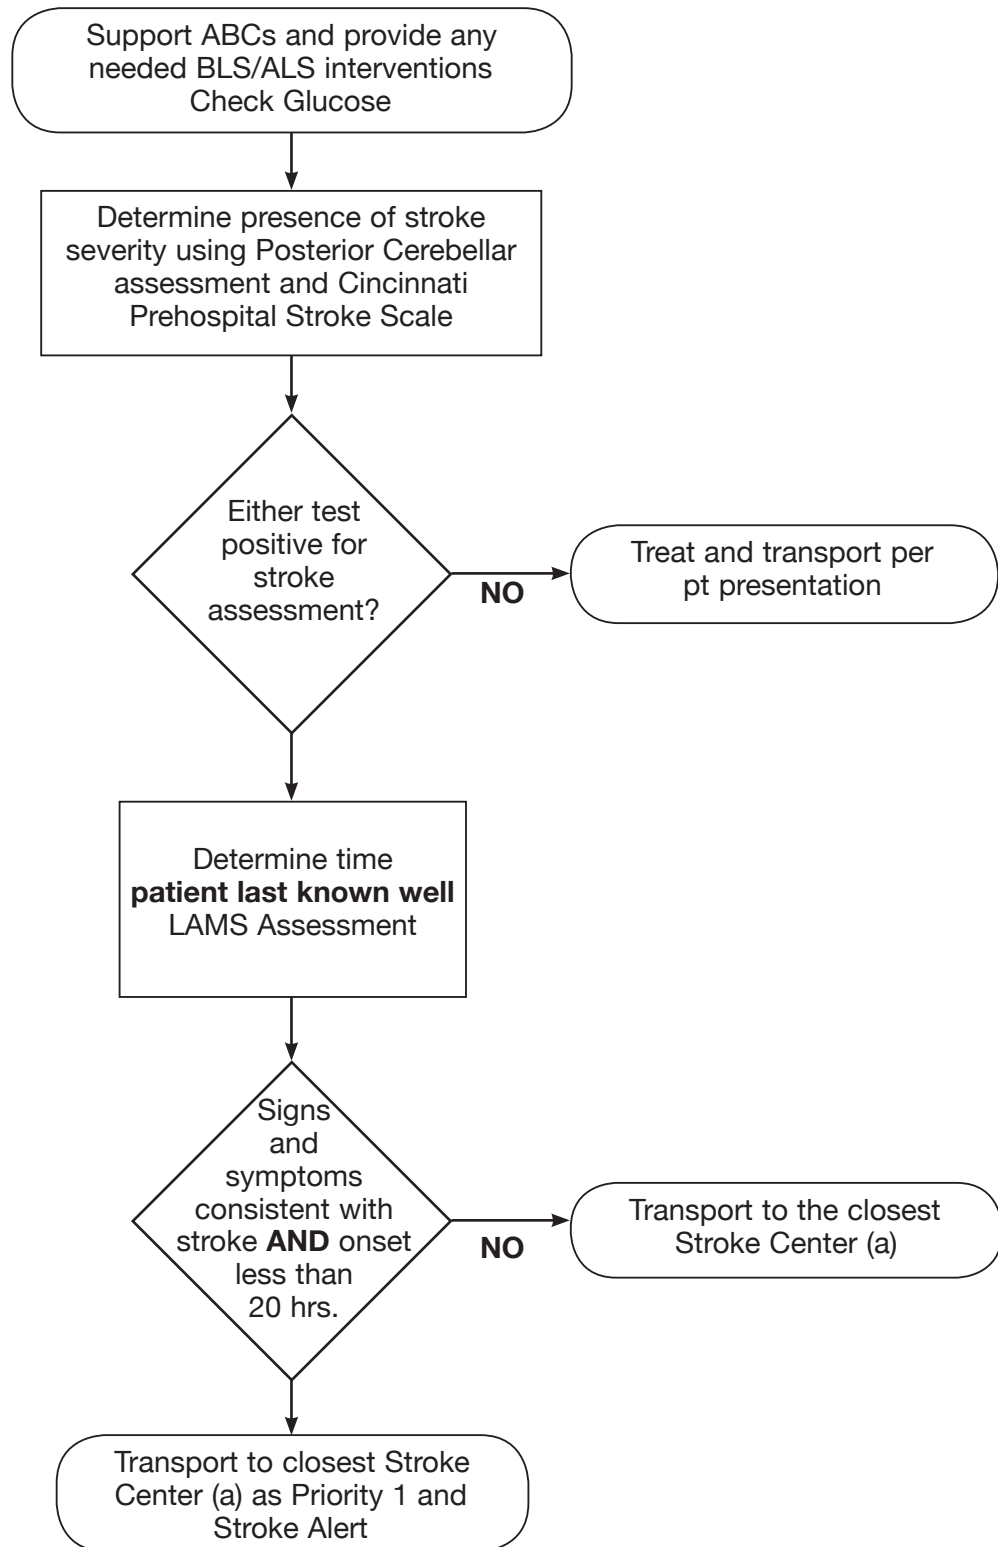 Support ABCs and provide any
needed BLS/ALS interventions
Check Glucose
Determine presence of stroke
severity using Posterior Cerebellar
assessment and Cincinnati
Prehospital Stroke Scale
Either test
positive for
stroke
assessment?
NO
Treat and transport per
pt presentation
Determine time
patient last known well
LAMS Assessment
Signs
and
symptoms
consistent with
stroke AND onset
less than
20 hrs.
NO
Transport to the closest
Stroke Center (a)
Transport to closest Stroke
Center (a) as Priority 1 and
Stroke Alert